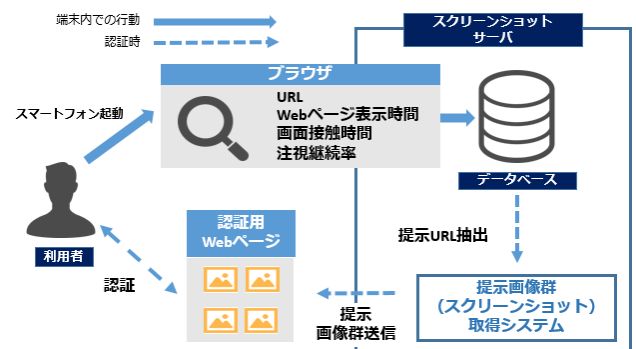 端末内での行動
認証時
スクリーンショット
サーバ
ブラウザ
URL
Webページ表示時間
画面接触時間
注視継続率
スマートフォン起動
利用者
データベース
認証用
Webページ
提示URL抽出
認証
提示
画像群送信
提示画像群
（スクリーンショット）
取得システム